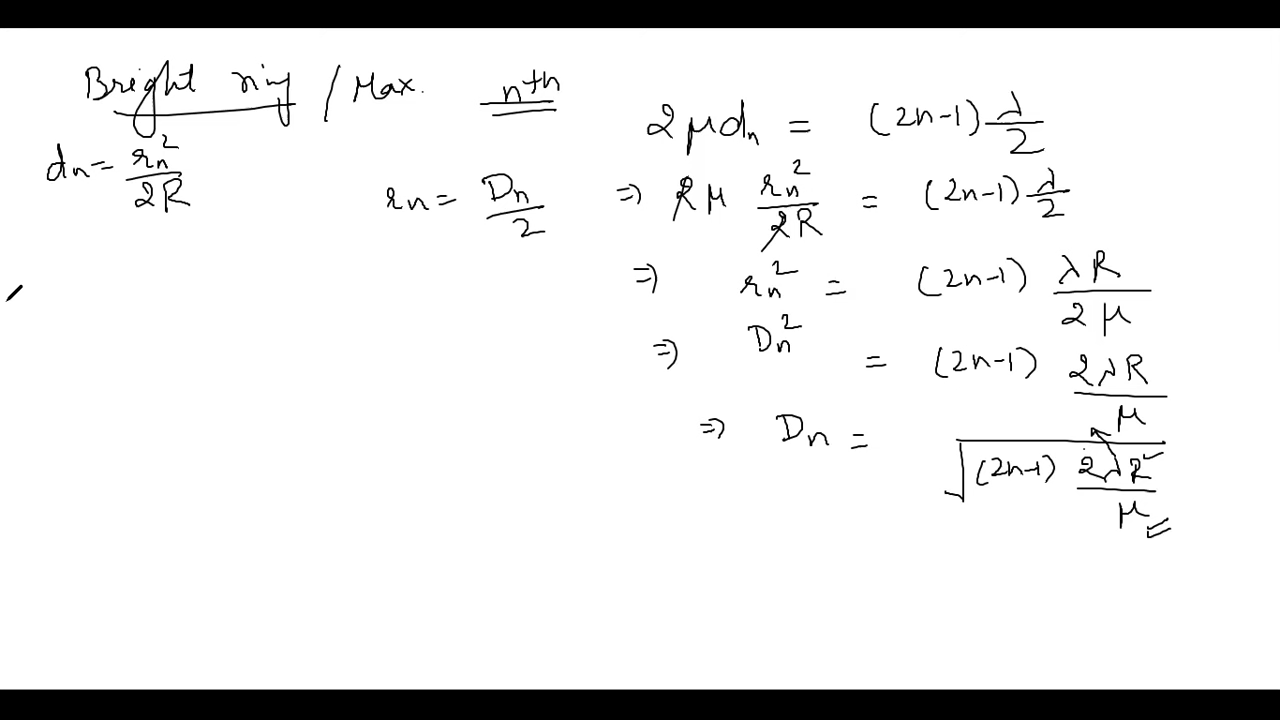 Bright ring / Max. nth
dn = rn²/2R
rn = Dn/2
2μdn = (2n-1) λ/2
⇒ 2μ rn²/2R = (2n-1) λ/2
⇒ rn² = (2n-1) λR/2μ
⇒ Dn² = (2n-1) 2λR/μ
⇒ Dn = √((2n-1) 2λR/μ)